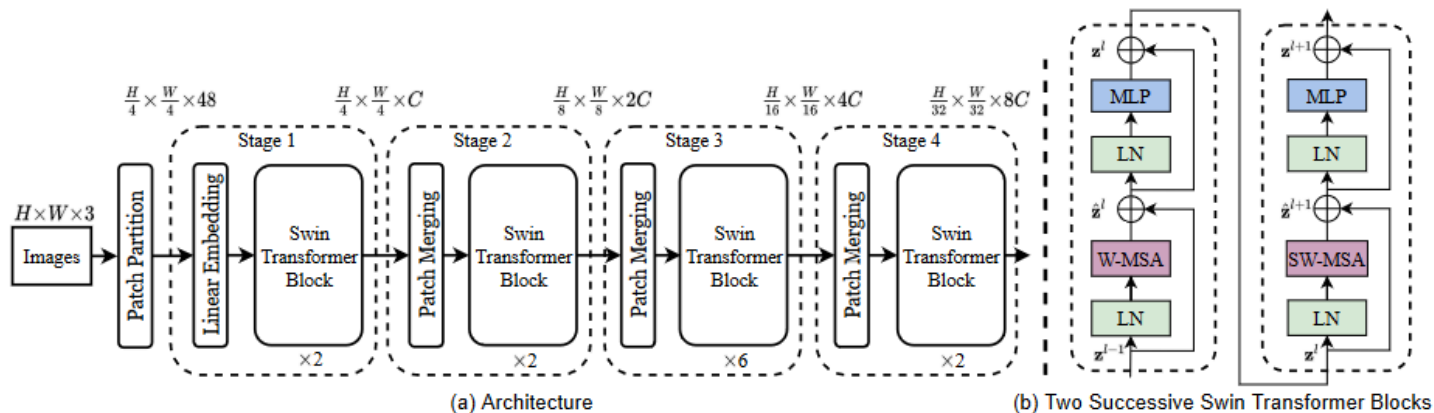 H/4 × W/4 × 48
H/4 × W/4 × C
H/8 × W/8 × 2C
H/16 × W/16 × 4C
H/32 × W/32 × 8C
Stage 1
Stage 2
Stage 3
Stage 4
H×W×3
Images
Patch Partition
Linear Embedding
Swin
Transformer
Block
×2
Patch Merging
Swin
Transformer
Block
×2
Patch Merging
Swin
Transformer
Block
×6
Patch Merging
Swin
Transformer
Block
×2
(a) Architecture
z^l
MLP
LN
ẑ^l
W-MSA
LN
z^{l-1}
z^{l+1}
MLP
LN
ẑ^{l+1}
SW-MSA
LN
z^l
(b) Two Successive Swin Transformer Blocks